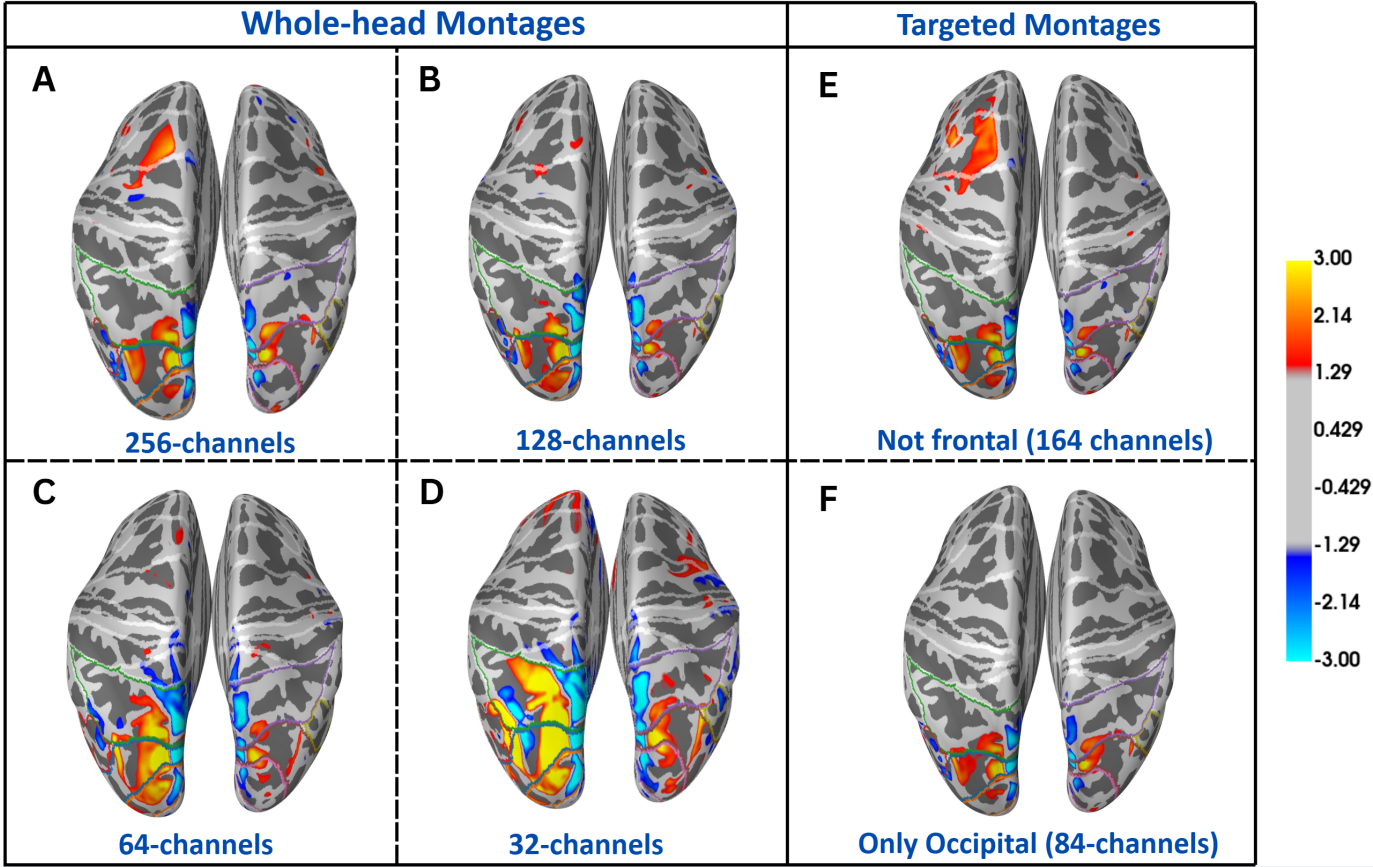 Whole-head Montages
Targeted Montages
A
B
E
256-channels
128-channels
Not frontal (164 channels)
C
D
F
64-channels
32-channels
Only Occipital (84-channels)
3.00
2.14
1.29
0.429
-0.429
-1.29
-2.14
-3.00